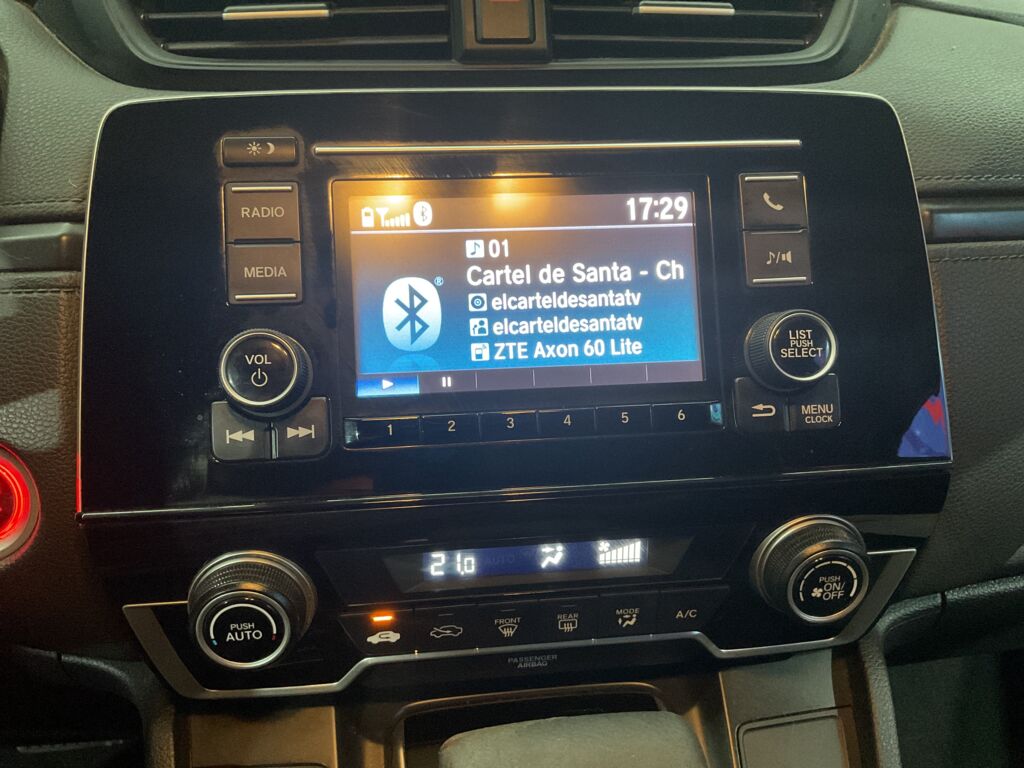 RADIO
MEDIA
VOL
17:29
01
Cartel de Santa - Ch
elcarteldesantatv
elcarteldesantatv
ZTE Axon 60 Lite
1 2 3 4 5 6
LIST
PUSH
SELECT
MENU
CLOCK
21.0 AUTO
PUSH
AUTO
FRONT
REAR
MODE
A/C
PASSENGER
AIRBAG
PUSH
ON/
OFF